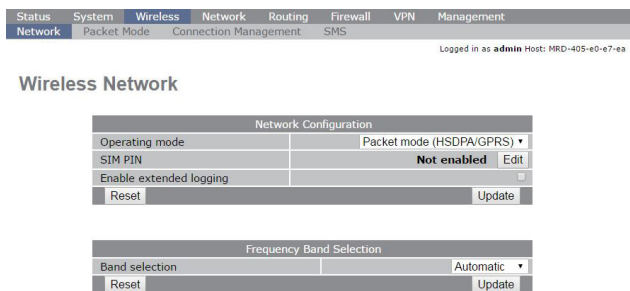 Status System Wireless Network Routing Firewall VPN Management
Network Packet Mode Connection Management SMS
Logged in as admin Host: MRD-405-e0-e7-ea
Wireless Network
Network Configuration
Operating mode Packet mode (HSDPA/GPRS)
SIM PIN Not enabled Edit
Enable extended logging
Reset Update
Frequency Band Selection
Band selection Automatic
Reset Update